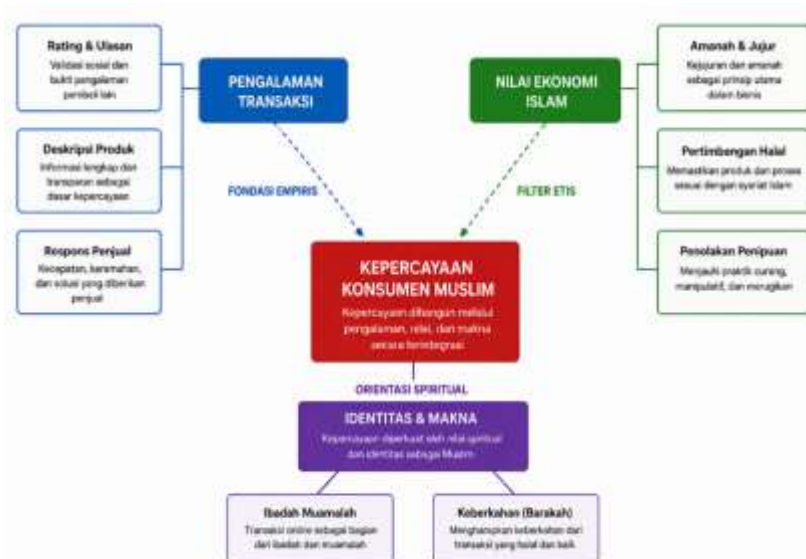 Rating & Ulasan
Validasi sosial dan
bukti pengalaman
pembeli lain
Deskripsi Produk
Informasi lengkap dan
transparan sebagai
dasar kepercayaan
Respons Penjual
Kecepatan, keramahan,
dan solusi yang diberikan
penjual
PENGALAMAN
TRANSAKSI
NILAI EKONOMI
ISLAM
Amanah & Jujur
Kejujuran dan amanah
sebagai prinsip utama
dalam bisnis
Pertimbangan Halal
Memastikan produk dan proses
sesuai dengan syariat Islam
Penolakan Penipuan
Menjauhi praktik curang,
manipulatif, dan merugikan
FONDASI EMPIRIS
FILTER ETIS
KEPERCAYAAN
KONSUMEN MUSLIM
Kepercayaan dibangun melalui
pengalaman, nilai, dan makna
secara terintegrasi
ORIENTASI SPIRITUAL
IDENTITAS & MAKNA
Kepercayaan diperkuat oleh nilai spiritual
dan identitas sebagai Muslim
Ibadah Muamalah
Transaksi online sebagai bagian
dari ibadah dan muamalah
Keberkahan (Barakah)
Mengharapkan keberkahan dari
transaksi yang halal dan baik